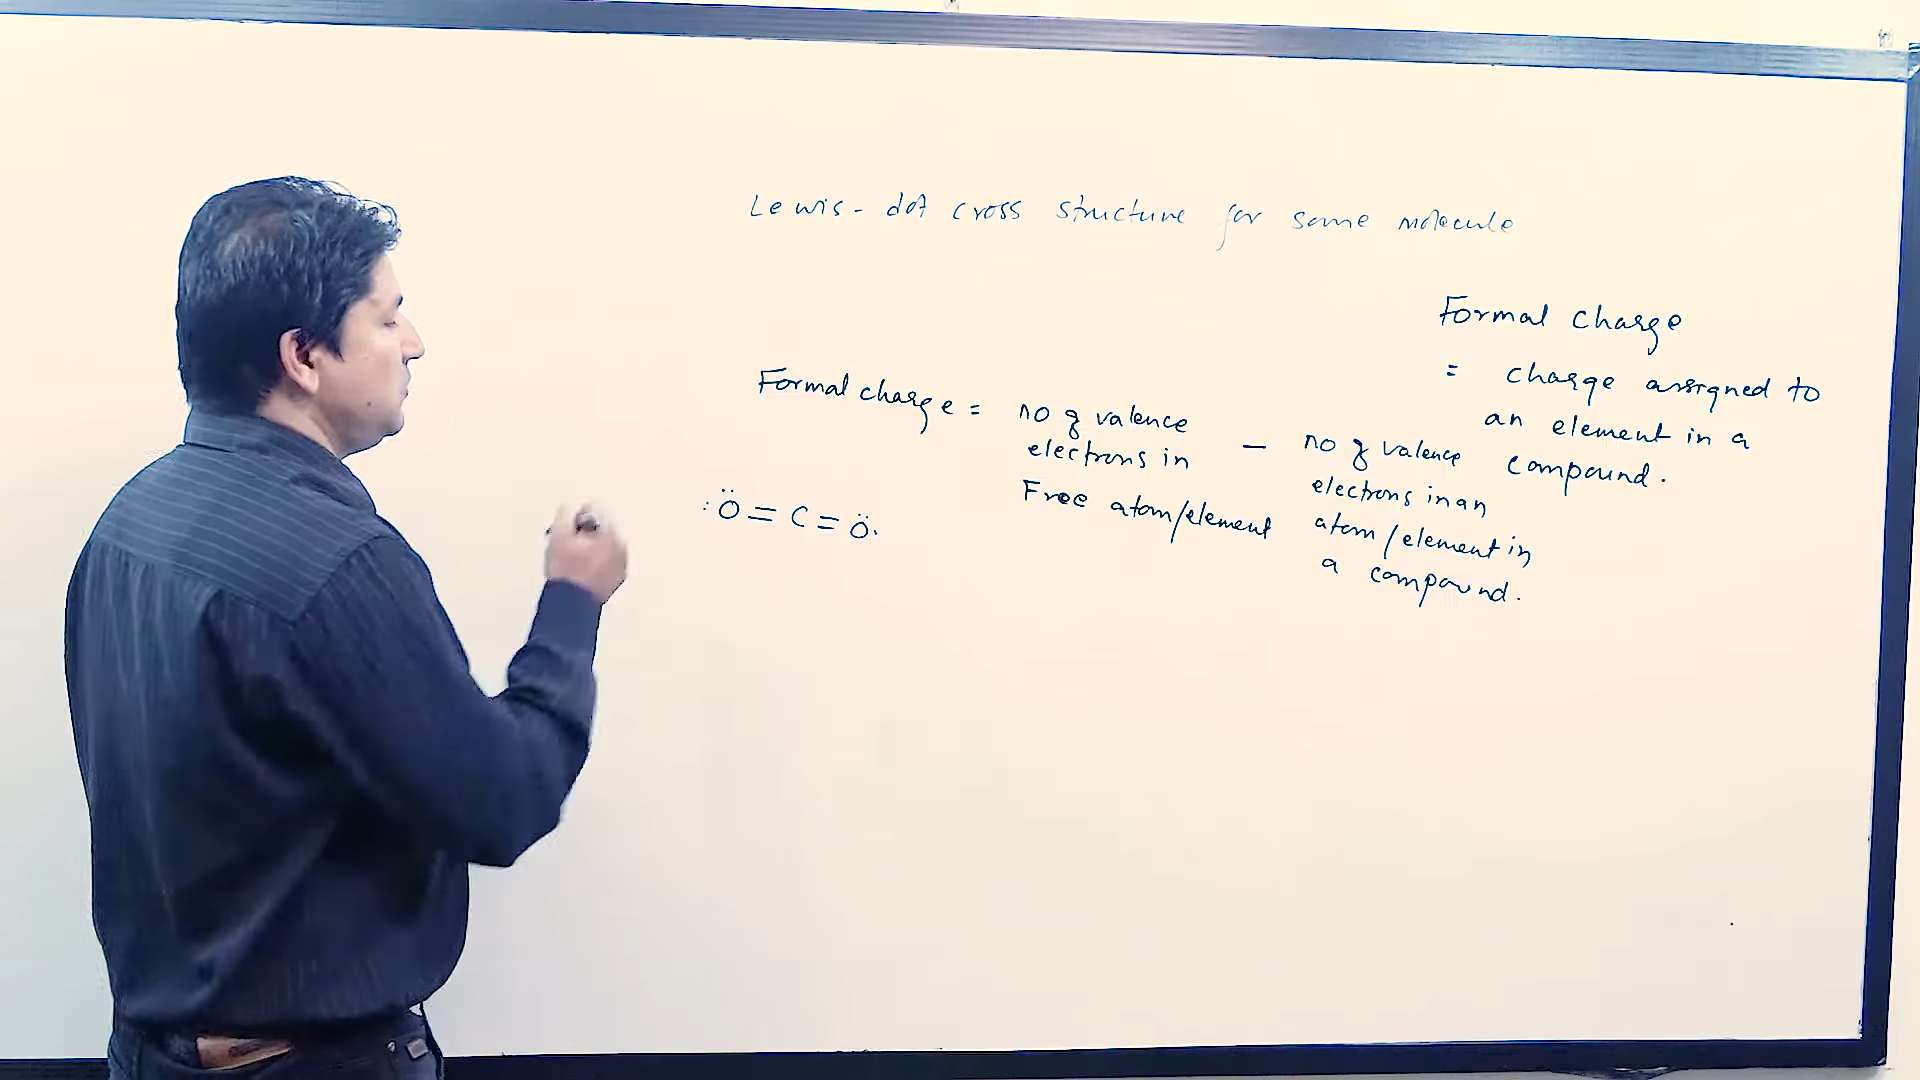 Lewis - dot cross structure for some molecule
Formal charge
= charge assigned to
an element in a
compound.
Formal charge = no of valence
electrons in
Free atom/element
- no of valence
electrons in an
atom/element in
a compound.
:Ö=C=Ö.